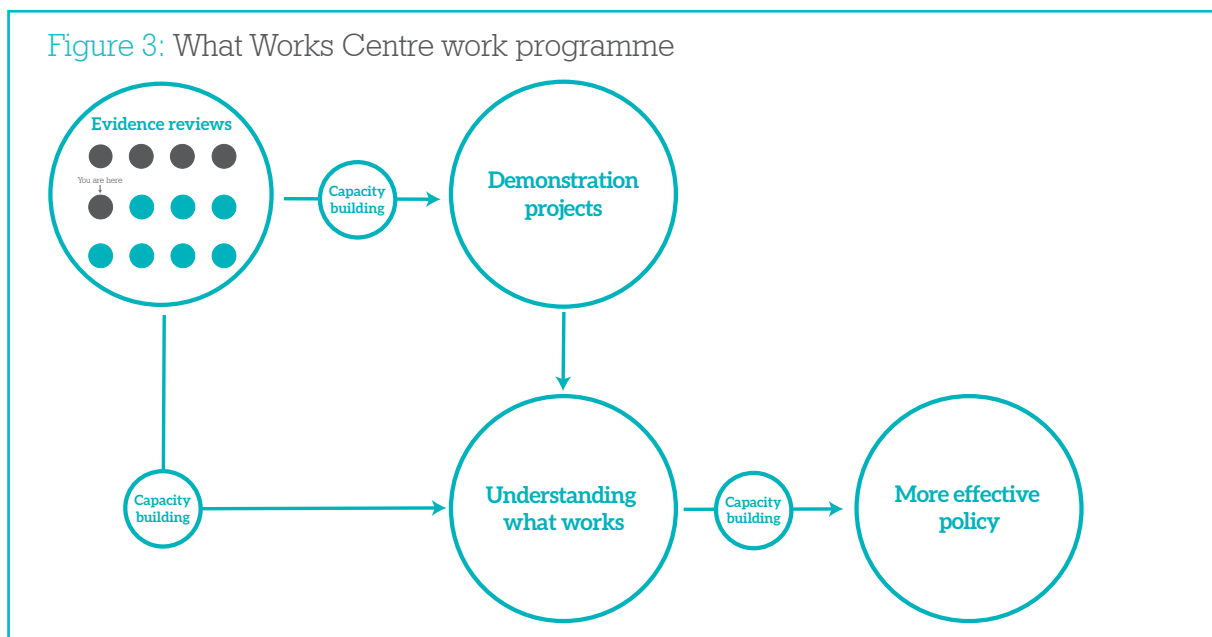 Figure 3: What Works Centre work programme
Evidence reviews
You are here
Capacity
building
Demonstration
projects
Capacity
building
Understanding
what works
Capacity
building
More effective
policy